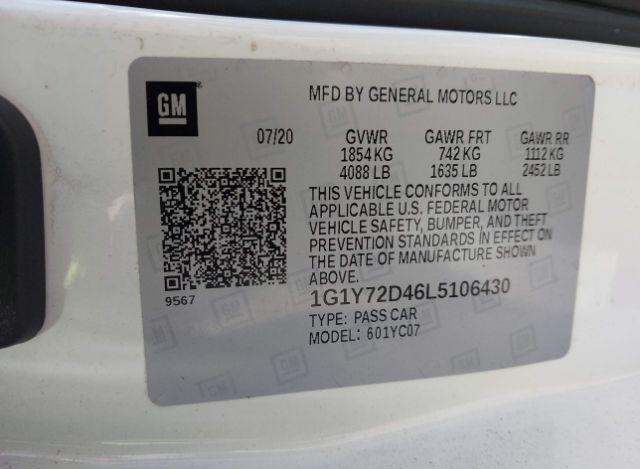 GM
MFD BY GENERAL MOTORS LLC
07/20 GVWR GAWR FRT GAWR RR
1854 KG 742 KG 1112 KG
4088 LB 1635 LB 2452 LB
THIS VEHICLE CONFORMS TO ALL
APPLICABLE U.S. FEDERAL MOTOR
VEHICLE SAFETY, BUMPER, AND THEFT
PREVENTION STANDARDS IN EFFECT ON
THE DATE OF MANUFACTURE SHOWN
ABOVE.
9567
1G1Y72D46L5106430
TYPE: PASS CAR
MODEL: 601YC07